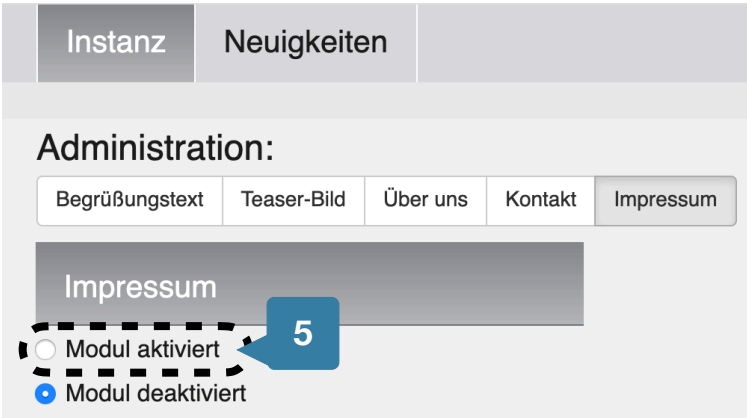 Instanz Neuigkeiten
Administration:
Begrüßungstext Teaser-Bild Über uns Kontakt Impressum
Impressum
5
Modul aktiviert
Modul deaktiviert